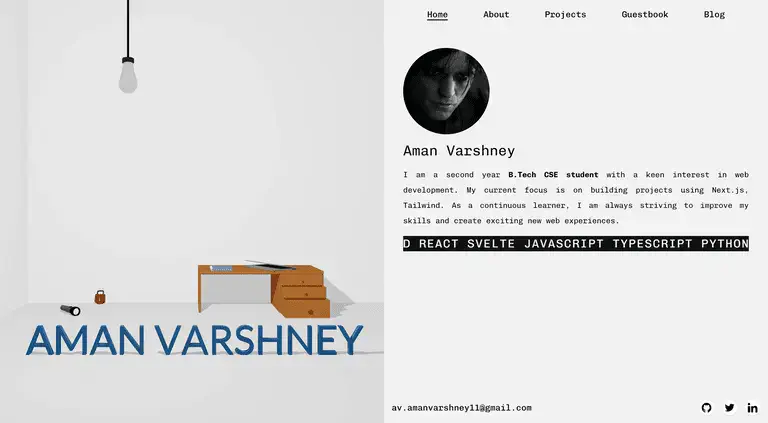 Home About Projects Guestbook Blog
Aman Varshney
I am a second year B.Tech CSE student with a keen interest in web
development. My current focus is on building projects using Next.js,
Tailwind. As a continuous learner, I am always striving to improve my
skills and create exciting new web experiences.
D REACT SVELTE JAVASCRIPT TYPESCRIPT PYTHON
AMAN VARSHNEY
av.amanvarshney11@gmail.com